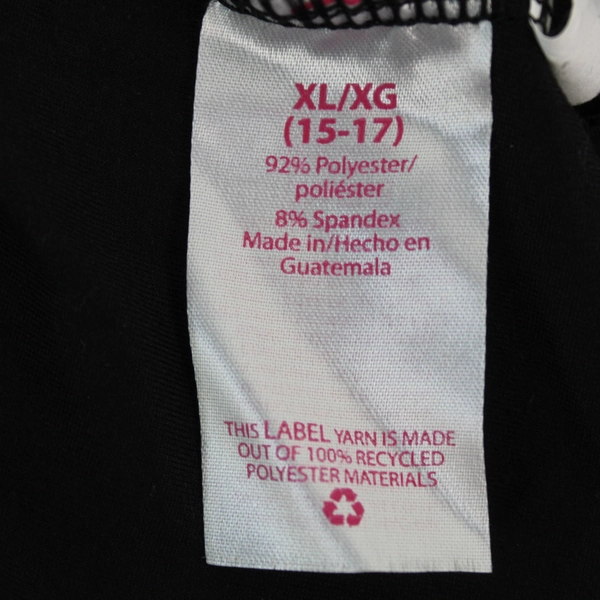 XL/XG
(15-17)
92% Polyester/
poliéster
8% Spandex
Made in/Hecho en
Guatemala
THIS LABEL YARN IS MADE
OUT OF 100% RECYCLED
POLYESTER MATERIALS